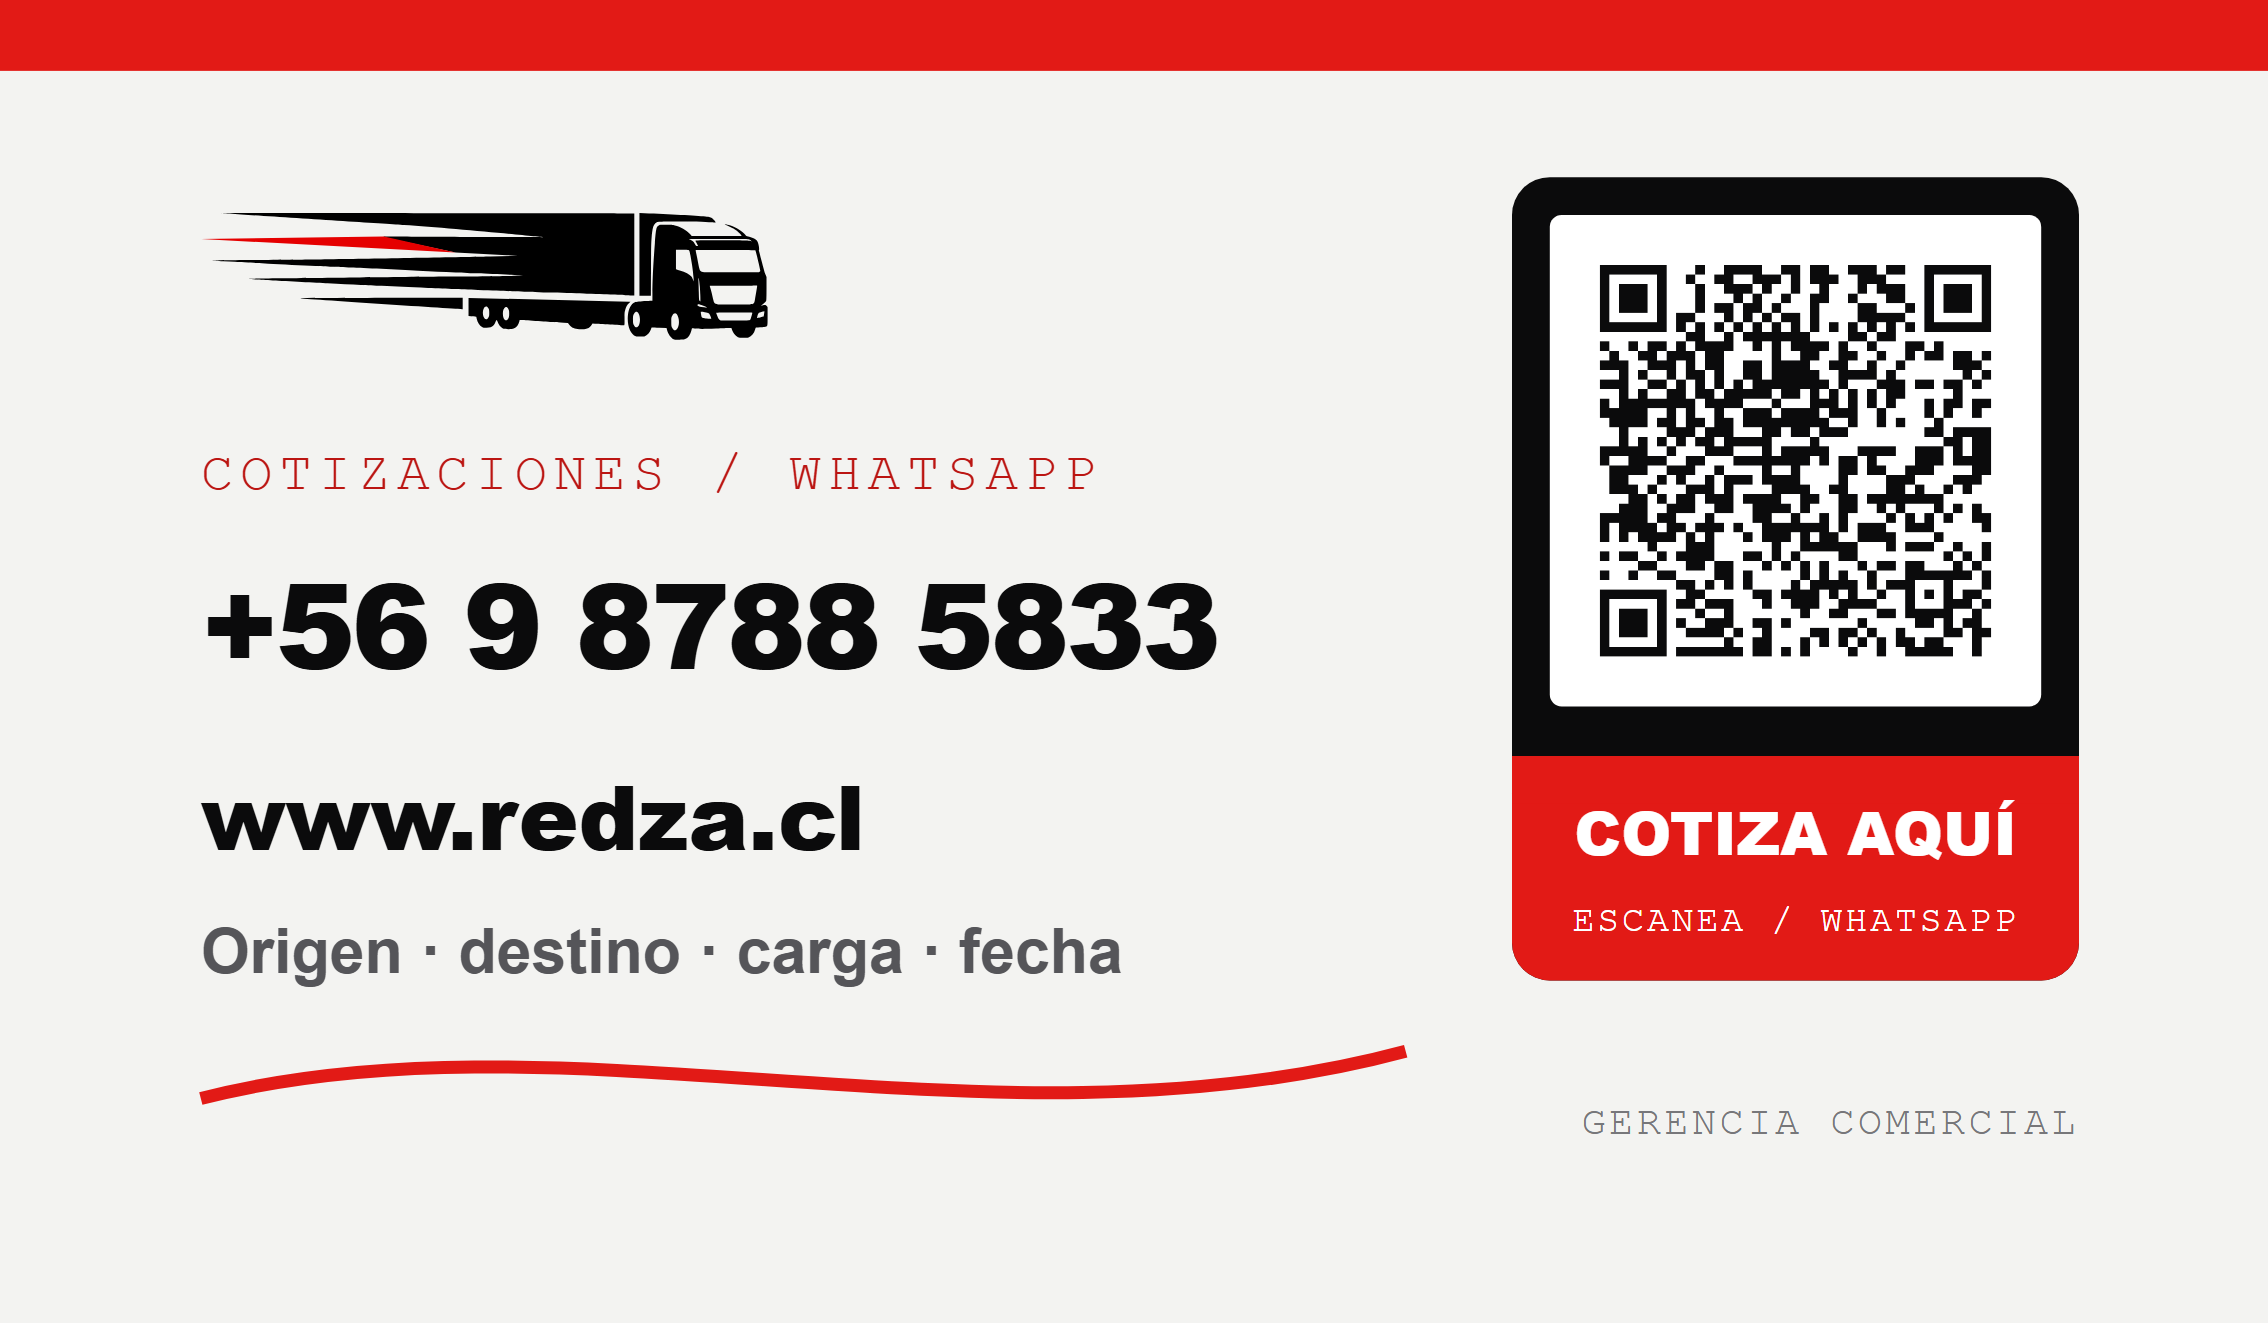 COTIZACIONES / WHATSAPP
+56 9 8788 5833
www.redza.cl
Origen · destino · carga · fecha
COTIZA AQUÍ
ESCANEA / WHATSAPP
GERENCIA COMERCIAL